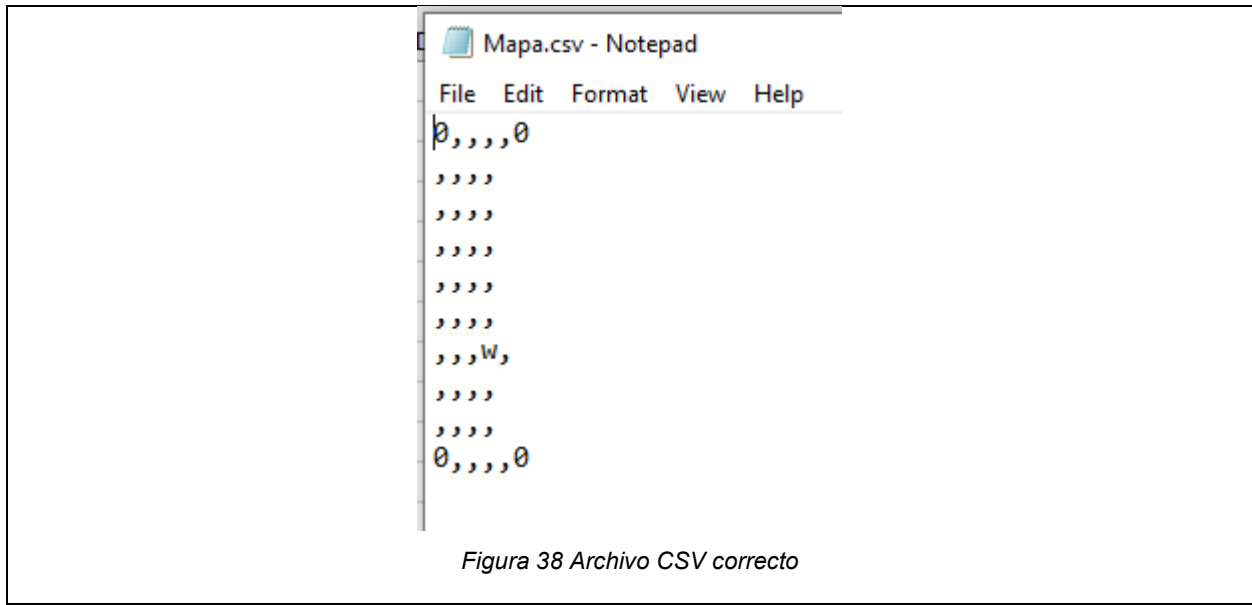 Mapa.csv - Notepad
File Edit Format View Help
0,,,,0
,,,,
,,,,
,,,,
,,,,
,,,,
,,,w,
,,,,
,,,,
0,,,,0
Figura 38 Archivo CSV correcto